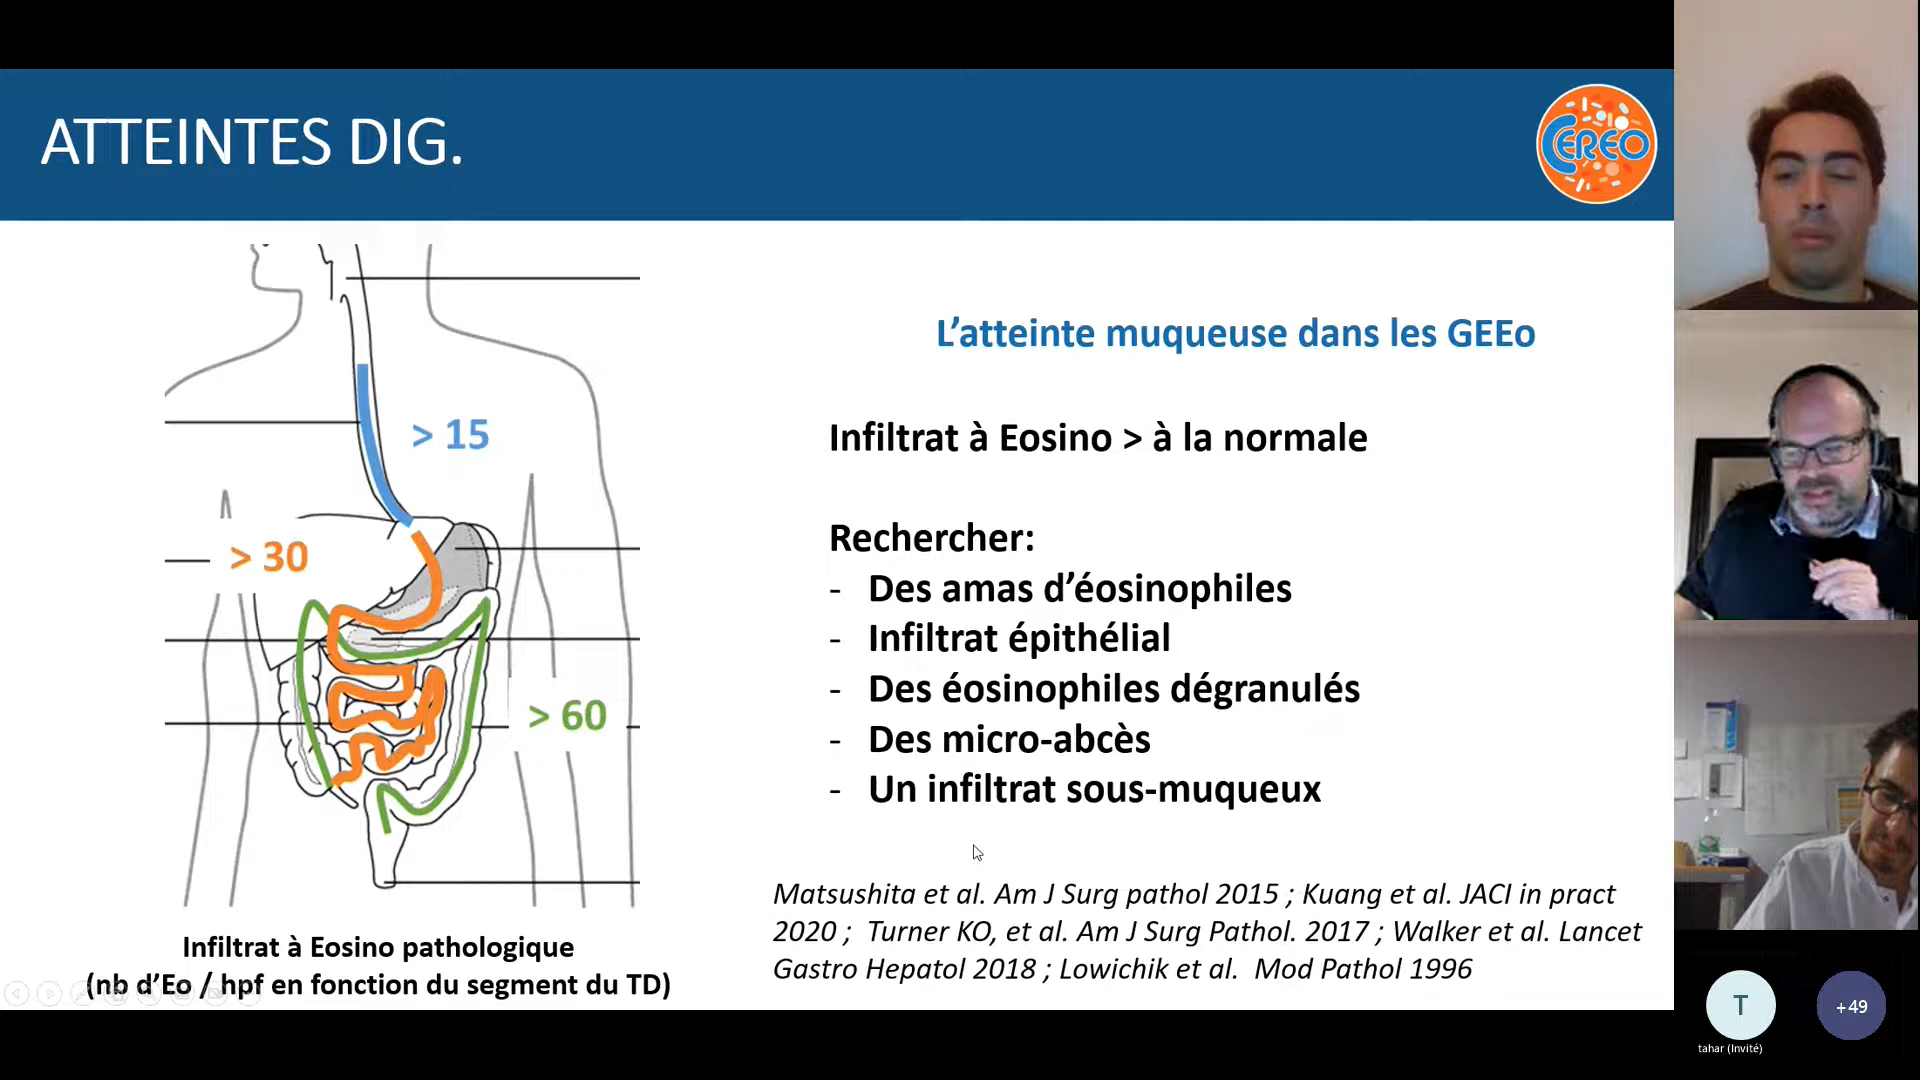 ATTEINTES DIG.
CEREO
> 15
> 30
> 60
Infiltrat à Eosino pathologique
(nb d’Eo / hpf en fonction du segment du TD)
L’atteinte muqueuse dans les GEEo
Infiltrat à Eosino > à la normale
Rechercher:
- Des amas d’éosinophiles
- Infiltrat épithélial
- Des éosinophiles dégranulés
- Des micro-abcès
- Un infiltrat sous-muqueux
Matsushita et al. Am J Surg pathol 2015 ; Kuang et al. JACI in pract
2020 ; Turner KO, et al. Am J Surg Pathol. 2017 ; Walker et al. Lancet
Gastro Hepatol 2018 ; Lowichik et al. Mod Pathol 1996
T
tahar (Invité)
+49